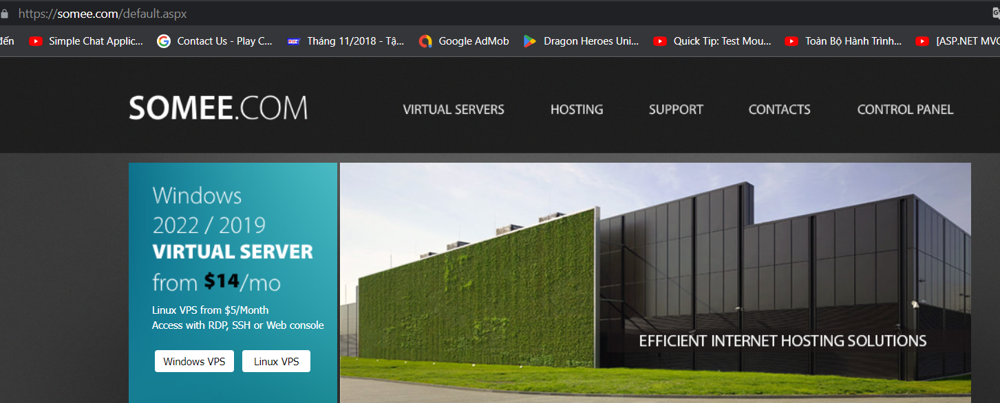 https://somee.com/default.aspx
đến Simple Chat Applic... Contact Us - Play C... Tháng 11/2018 - Tậ... Google AdMob Dragon Heroes Uni... Quick Tip: Test Mou... Toàn Bộ Hành Trình... [ASP.NET MVC
SOMEE.COM VIRTUAL SERVERS HOSTING SUPPORT CONTACTS CONTROL PANEL
Windows
2022 / 2019
VIRTUAL SERVER
from $14/mo
Linux VPS from $5/Month
Access with RDP, SSH or Web console
Windows VPS Linux VPS
EFFICIENT INTERNET HOSTING SOLUTIONS